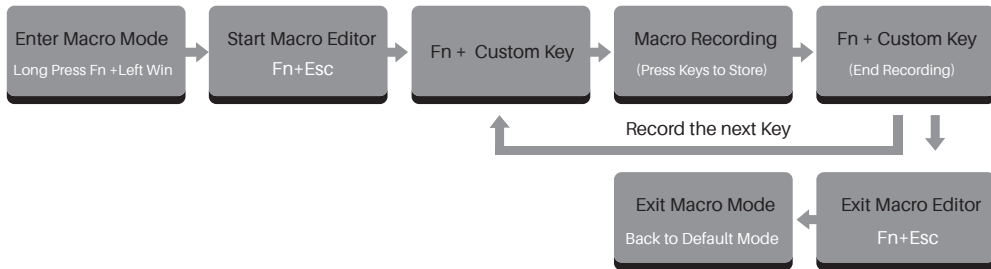 Enter Macro Mode
Long Press Fn +Left Win
Start Macro Editor
Fn+Esc
Fn + Custom Key
Macro Recording
(Press Keys to Store)
Fn + Custom Key
(End Recording)
Record the next Key
Exit Macro Editor
Fn+Esc
Exit Macro Mode
Back to Default Mode